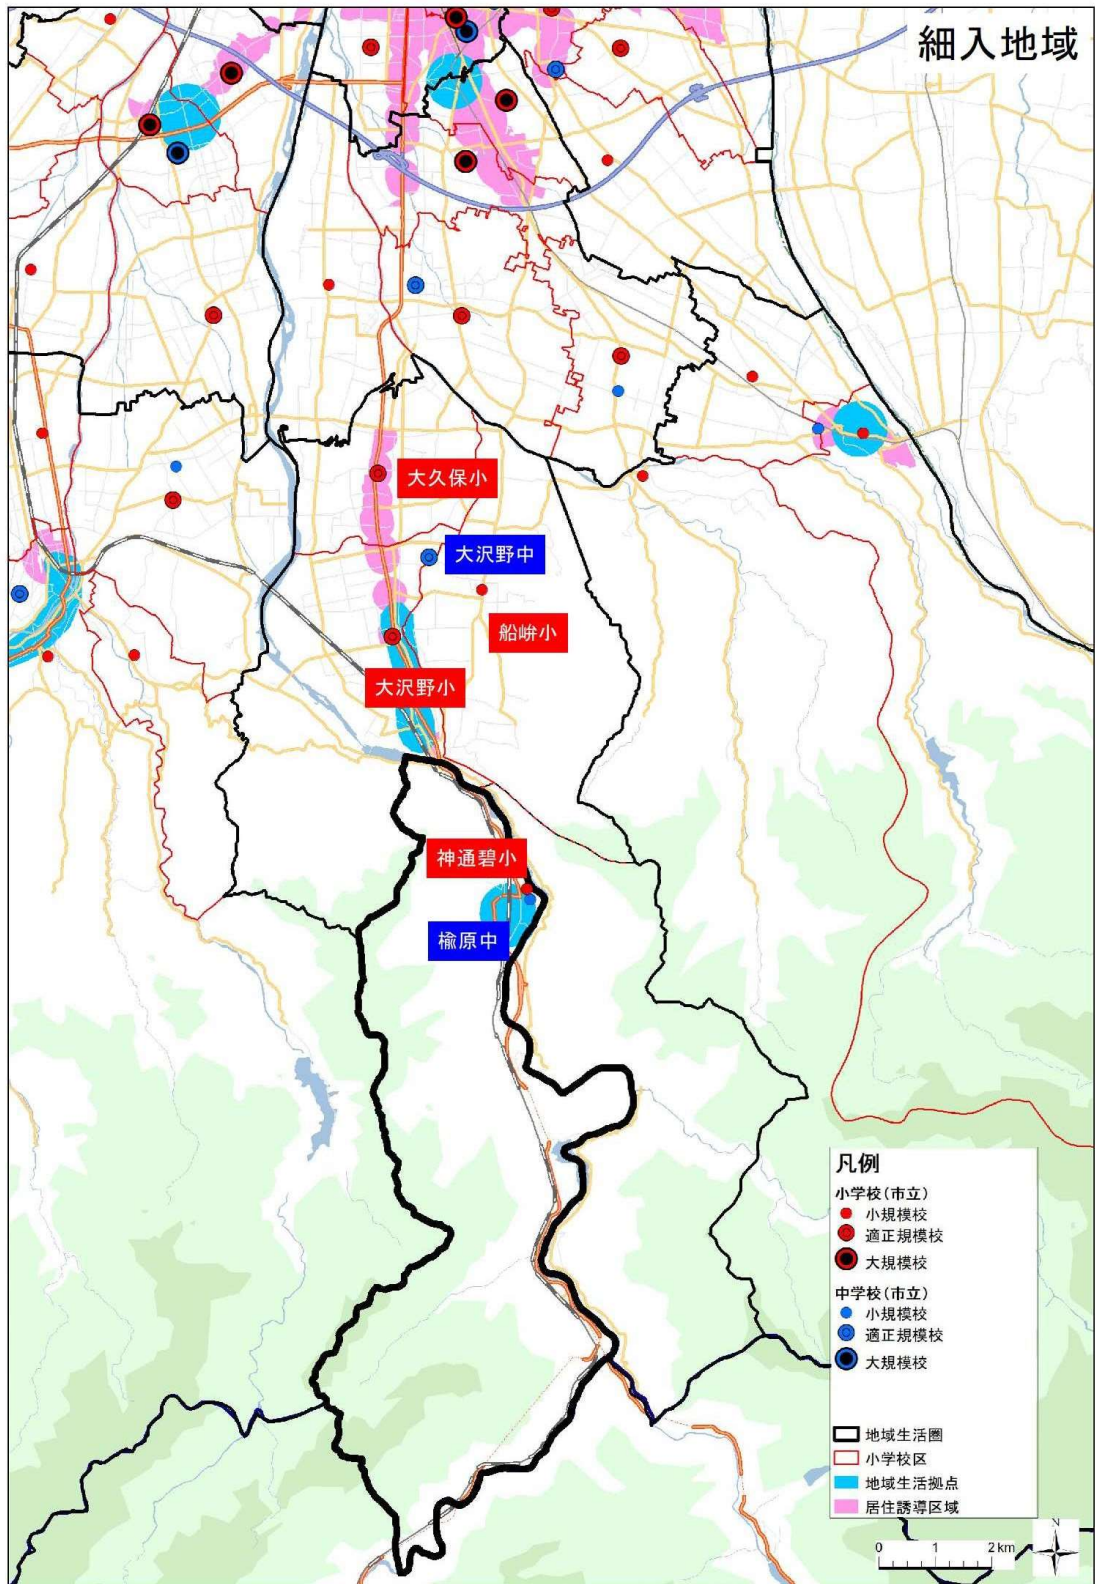 細入地域
大久保小
大沢野中
船峅小
大沢野小
神通碧小
楡原中
凡例
小学校(市立)
小規模校
適正規模校
大規模校
中学校(市立)
小規模校
適正規模校
大規模校
地域生活圏
小学校区
地域生活拠点
居住誘導区域
N
0 1 2km